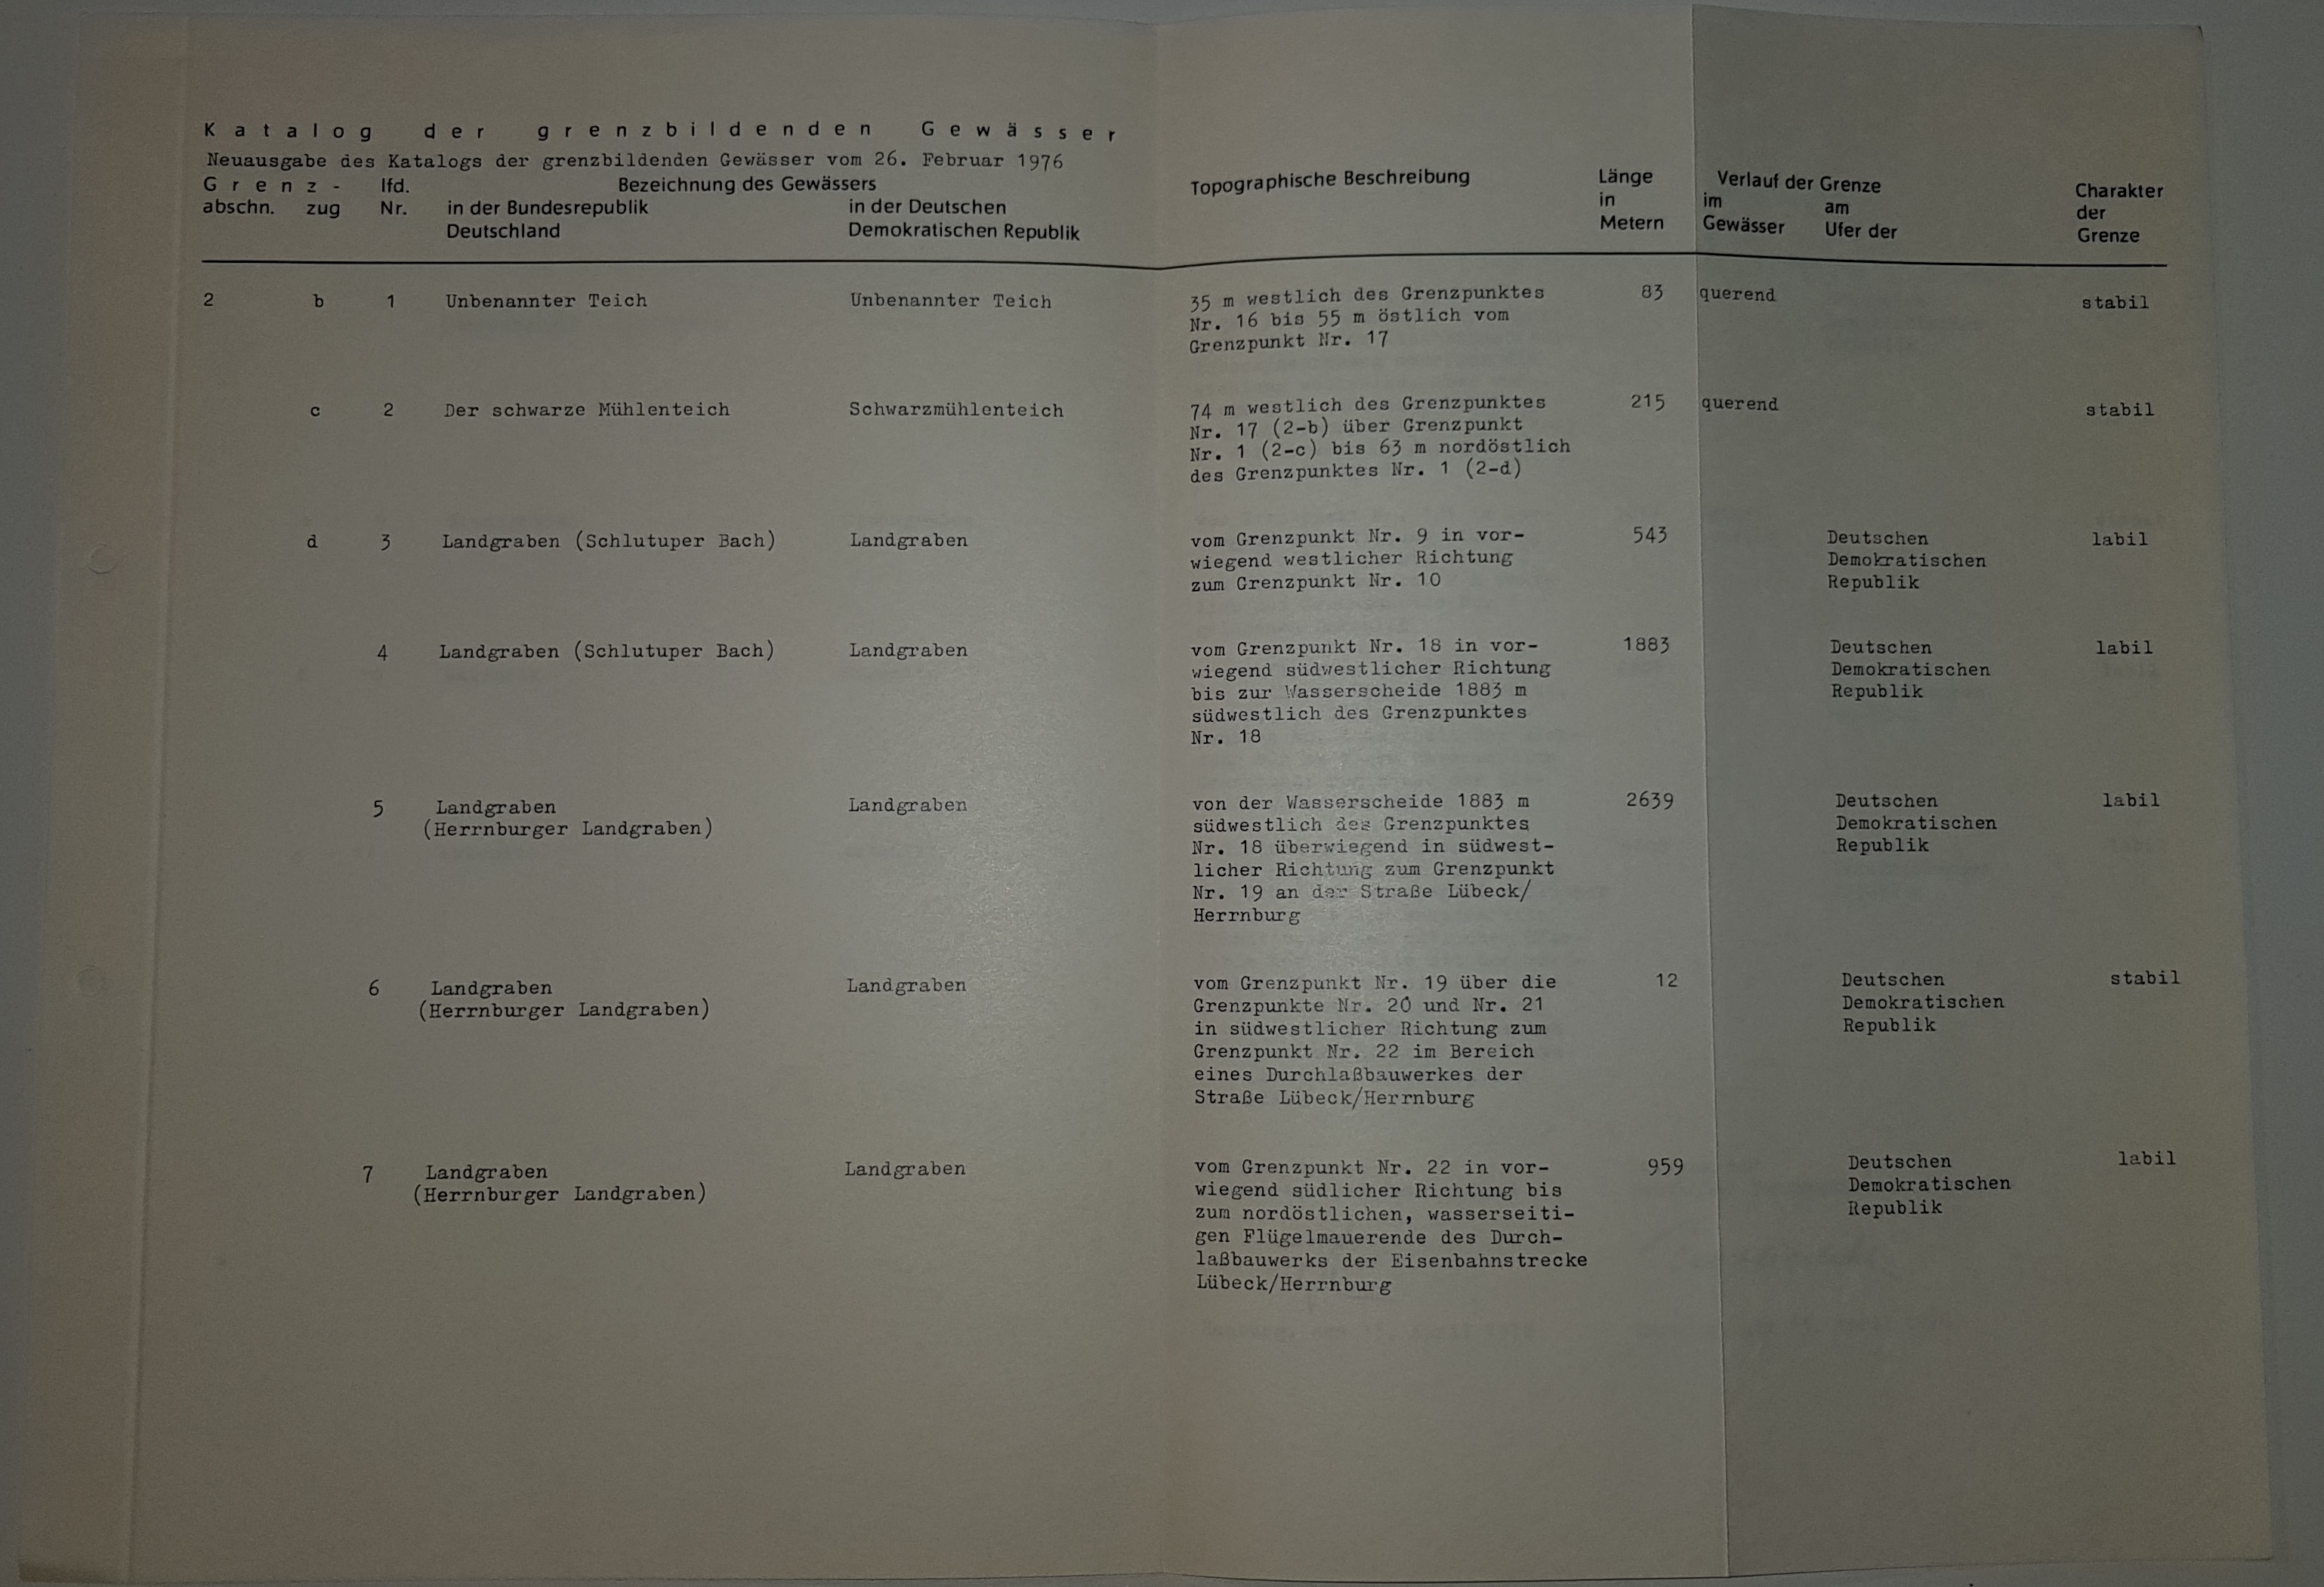 Katalog der grenzbildenden Gewässer
Neuausgabe des Katalogs der grenzbildenden Gewässer vom 26. Februar 1976
Grenz- lfd. Bezeichnung des Gewässers Topographische Beschreibung Länge Verlauf der Grenze Charakter
abschn. zug Nr. in der Bundesrepublik in der Deutschen in im am der
Deutschland Demokratischen Republik Metern Gewässer Ufer der Grenze
2 b 1 Unbenannter Teich Unbenannter Teich 35 m westlich des Grenzpunktes 83 querend stabil
Nr. 16 bis 55 m östlich vom
Grenzpunkt Nr. 17
c 2 Der schwarze Mühlenteich Schwarzmühlenteich 74 m westlich des Grenzpunktes 215 querend stabil
Nr. 17 (2-b) über Grenzpunkt
Nr. 1 (2-c) bis 63 m nordöstlich
des Grenzpunktes Nr. 1 (2-d)
d 3 Landgraben (Schlutuper Bach) Landgraben vom Grenzpunkt Nr. 9 in vor- 543 Deutschen labil
wiegend westlicher Richtung Demokratischen
zum Grenzpunkt Nr. 10 Republik
4 Landgraben (Schlutuper Bach) Landgraben vom Grenzpunkt Nr. 18 in vor- 1883 Deutschen labil
wiegend südwestlicher Richtung Demokratischen
bis zur Wasserscheide 1883 m Republik
südwestlich des Grenzpunktes
Nr. 18
5 Landgraben Landgraben von der Wasserscheide 1883 m 2639 Deutschen labil
(Herrnburger Landgraben) südwestlich des Grenzpunktes Demokratischen
Nr. 18 überwiegend in südwest- Republik
licher Richtung zum Grenzpunkt
Nr. 19 an der Straße Lübeck/
Herrnburg
6 Landgraben Landgraben vom Grenzpunkt Nr. 19 über die 12 Deutschen stabil
(Herrnburger Landgraben) Grenzpunkte Nr. 20 und Nr. 21 Demokratischen
in südwestlicher Richtung zum Republik
Grenzpunkt Nr. 22 im Bereich
eines Durchlaßbauwerkes der
Straße Lübeck/Herrnburg
7 Landgraben Landgraben vom Grenzpunkt Nr. 22 in vor- 959 Deutschen labil
(Herrnburger Landgraben) wiegend südlicher Richtung bis Demokratischen
zum nordöstlichen, wasserseiti- Republik
gen Flügelmauerende des Durch-
laßbauwerks der Eisenbahnstrecke
Lübeck/Herrnburg